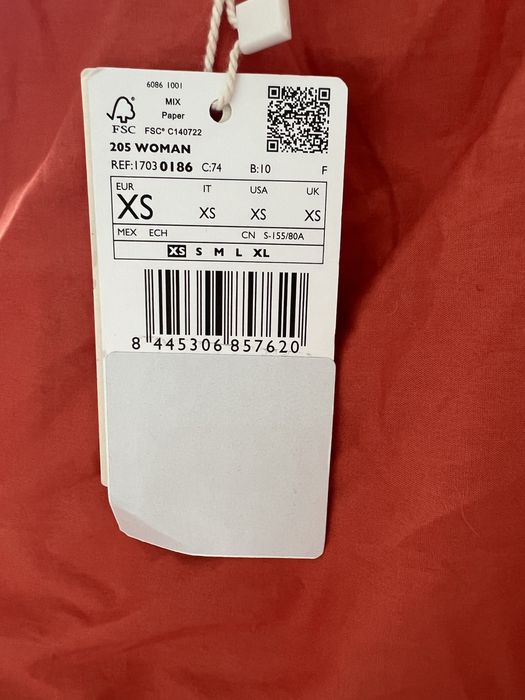 6086 1001
MIX
Paper
FSC FSC® C140722
205 WOMAN
REF:1703 0186 C:74 B:10 F
EUR IT USA UK
XS XS XS XS
MEX ECH CN S-155/80A
XS S M L XL
8 445306 857620